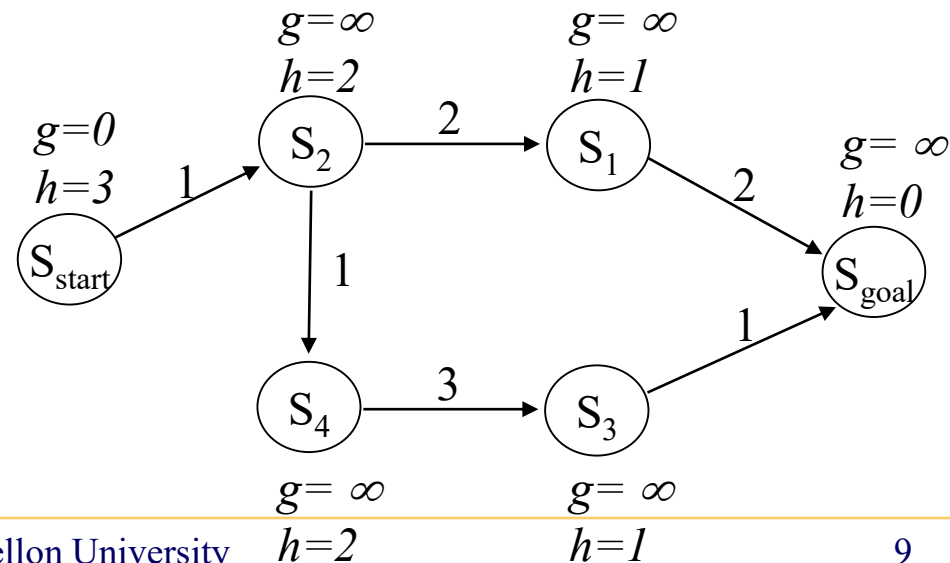 g=∞
h=2
g= ∞
h=1
g=0
h=3
g= ∞
h=0
S2
2
S1
1
2
Sstart
1
Sgoal
1
S4
3
S3
g= ∞
h=2
g= ∞
h=1
ellon University
9